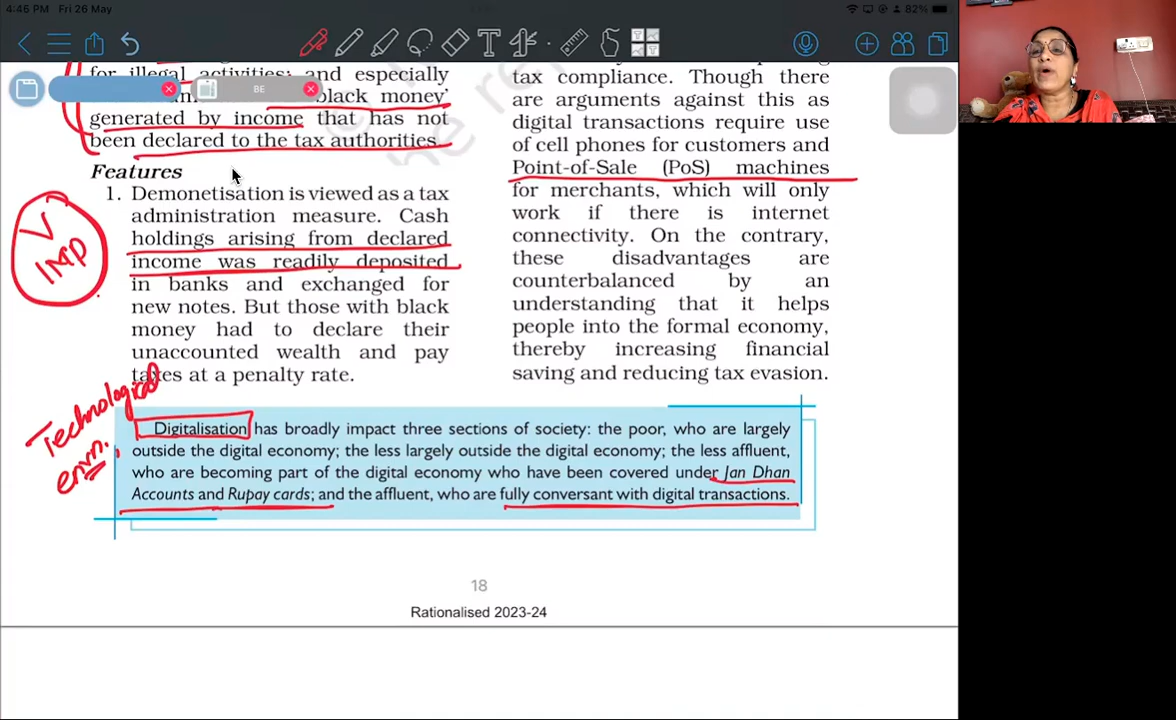 4:46 PM Fri 26 May
82%
BE
for illegal activities; and especially
black money
generated by income that has not
been declared to the tax authorities.
Features
1. Demonetisation is viewed as a tax
administration measure. Cash
holdings arising from declared
income was readily deposited
in banks and exchanged for
new notes. But those with black
money had to declare their
unaccounted wealth and pay
taxes at a penalty rate.
V
IMP
tax compliance. Though there
are arguments against this as
digital transactions require use
of cell phones for customers and
Point-of-Sale (PoS) machines
for merchants, which will only
work if there is internet
connectivity. On the contrary,
these disadvantages are
counterbalanced by an
understanding that it helps
people into the formal economy,
thereby increasing financial
saving and reducing tax evasion.
Technological
envn.
Digitalisation has broadly impact three sections of society: the poor, who are largely
outside the digital economy; the less largely outside the digital economy; the less affluent,
who are becoming part of the digital economy who have been covered under Jan Dhan
Accounts and Rupay cards; and the affluent, who are fully conversant with digital transactions.
18
Rationalised 2023-24